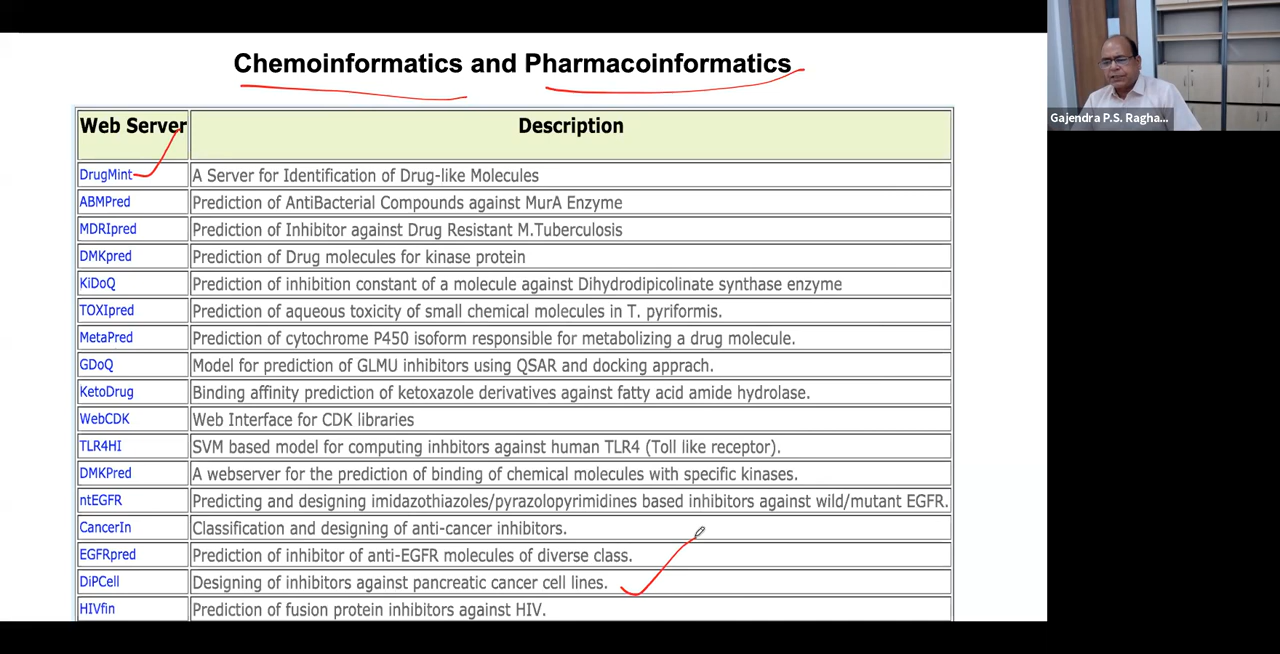 Chemoinformatics and Pharmacoinformatics
Gajendra P.S. Ragha...
Web Server Description
DrugMint A Server for Identification of Drug-like Molecules
ABMPred Prediction of AntiBacterial Compounds against MurA Enzyme
MDRIpred Prediction of Inhibitor against Drug Resistant M.Tuberculosis
DMKpred Prediction of Drug molecules for kinase protein
KiDoQ Prediction of inhibition constant of a molecule against Dihydrodipicolinate synthase enzyme
TOXIpred Prediction of aqueous toxicity of small chemical molecules in T. pyriformis.
MetaPred Prediction of cytochrome P450 isoform responsible for metabolizing a drug molecule.
GDoQ Model for prediction of GLMU inhibitors using QSAR and docking apprach.
KetoDrug Binding affinity prediction of ketoxazole derivatives against fatty acid amide hydrolase.
WebCDK Web Interface for CDK libraries
TLR4HI SVM based model for computing inhbitors against human TLR4 (Toll like receptor).
DMKPred A webserver for the prediction of binding of chemical molecules with specific kinases.
ntEGFR Predicting and designing imidazothiazoles/pyrazolopyrimidines based inhibitors against wild/mutant EGFR.
CancerIn Classification and designing of anti-cancer inhibitors.
EGFRpred Prediction of inhibitor of anti-EGFR molecules of diverse class.
DiPCell Designing of inhibitors against pancreatic cancer cell lines.
HIVfin Prediction of fusion protein inhibitors against HIV.